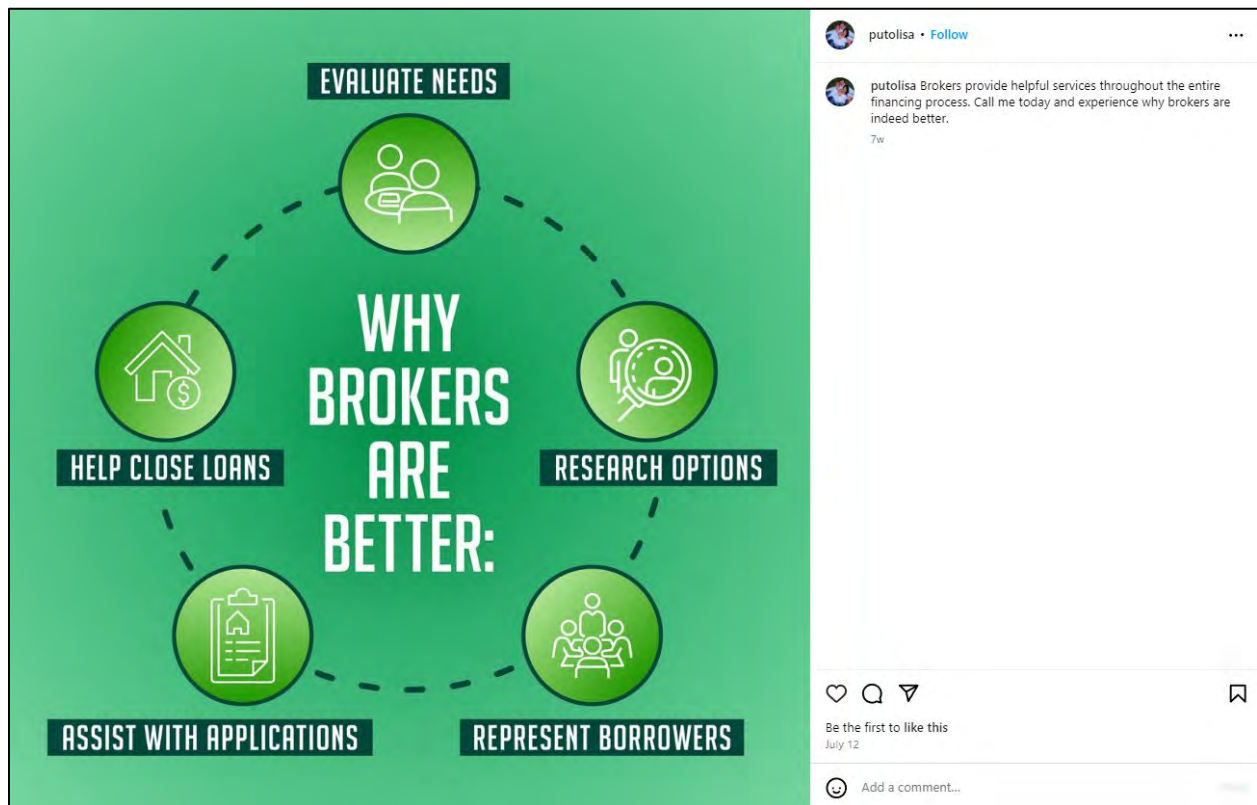 EVALUATE NEEDS
WHY
BROKERS
ARE
BETTER:
RESEARCH OPTIONS
REPRESENT BORROWERS
ASSIST WITH APPLICATIONS
HELP CLOSE LOANS
putolisa • Follow
putolisa Brokers provide helpful services throughout the entire
financing process. Call me today and experience why brokers are
indeed better.
7w
Be the first to like this
July 12
Add a comment...